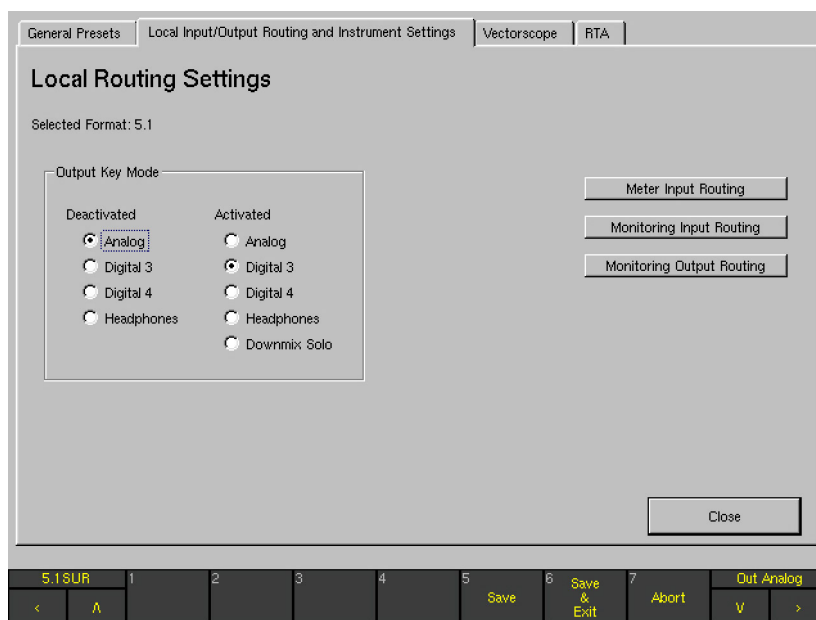 General Presets
Local Input/Output Routing and Instrument Settings
Vectorscope
RTA
Local Routing Settings
Selected Format: 5.1
Output Key Mode
Deactivated
Activated
Analog
Analog
Digital 3
Digital 3
Digital 4
Digital 4
Headphones
Headphones
Downmix Solo
Meter Input Routing
Monitoring Input Routing
Monitoring Output Routing
Close
5.1SUR
1
2
3
4
5
Save
6
Save
&
Exit
7
Abort
Out Analog
<
Λ
V
>